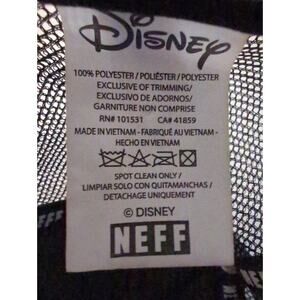 Disney
100% POLYESTER / POLIÉSTER / POLYESTER
EXCLUSIVE OF TRIMMING/
EXCLUSIVO DE ADORNOS/
GARNITURE NON COMPRISE
RN# 101531 CA# 41859
MADE IN VIETNAM - FABRIQUÉ AU VIETNAM -
HECHO EN VIETNAM
SPOT CLEAN ONLY /
LIMPIAR SOLO CON QUITAMANCHAS /
DETACHAGE UNIQUEMENT
© DISNEY
NEFF